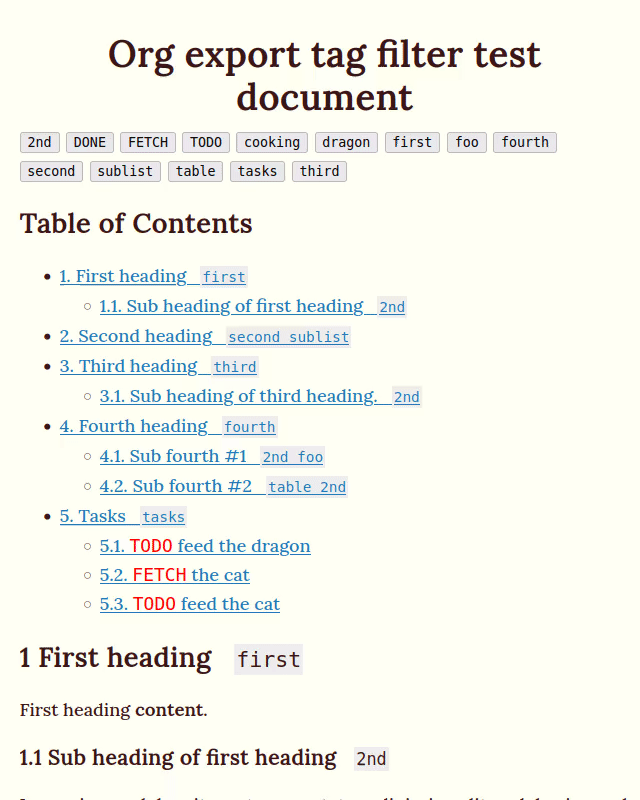 Org export tag filter test
document
2nd DONE FETCH TODO cooking dragon first foo fourth
second sublist table tasks third
Table of Contents
• 1. First heading first
○ 1.1. Sub heading of first heading 2nd
• 2. Second heading second sublist
• 3. Third heading third
○ 3.1. Sub heading of third heading. 2nd
• 4. Fourth heading fourth
○ 4.1. Sub fourth #1 2nd foo
○ 4.2. Sub fourth #2 table 2nd
• 5. Tasks tasks
○ 5.1. TODO feed the dragon
○ 5.2. FETCH the cat
○ 5.3. TODO feed the cat
1 First heading first
First heading content.
1.1 Sub heading of first heading 2nd